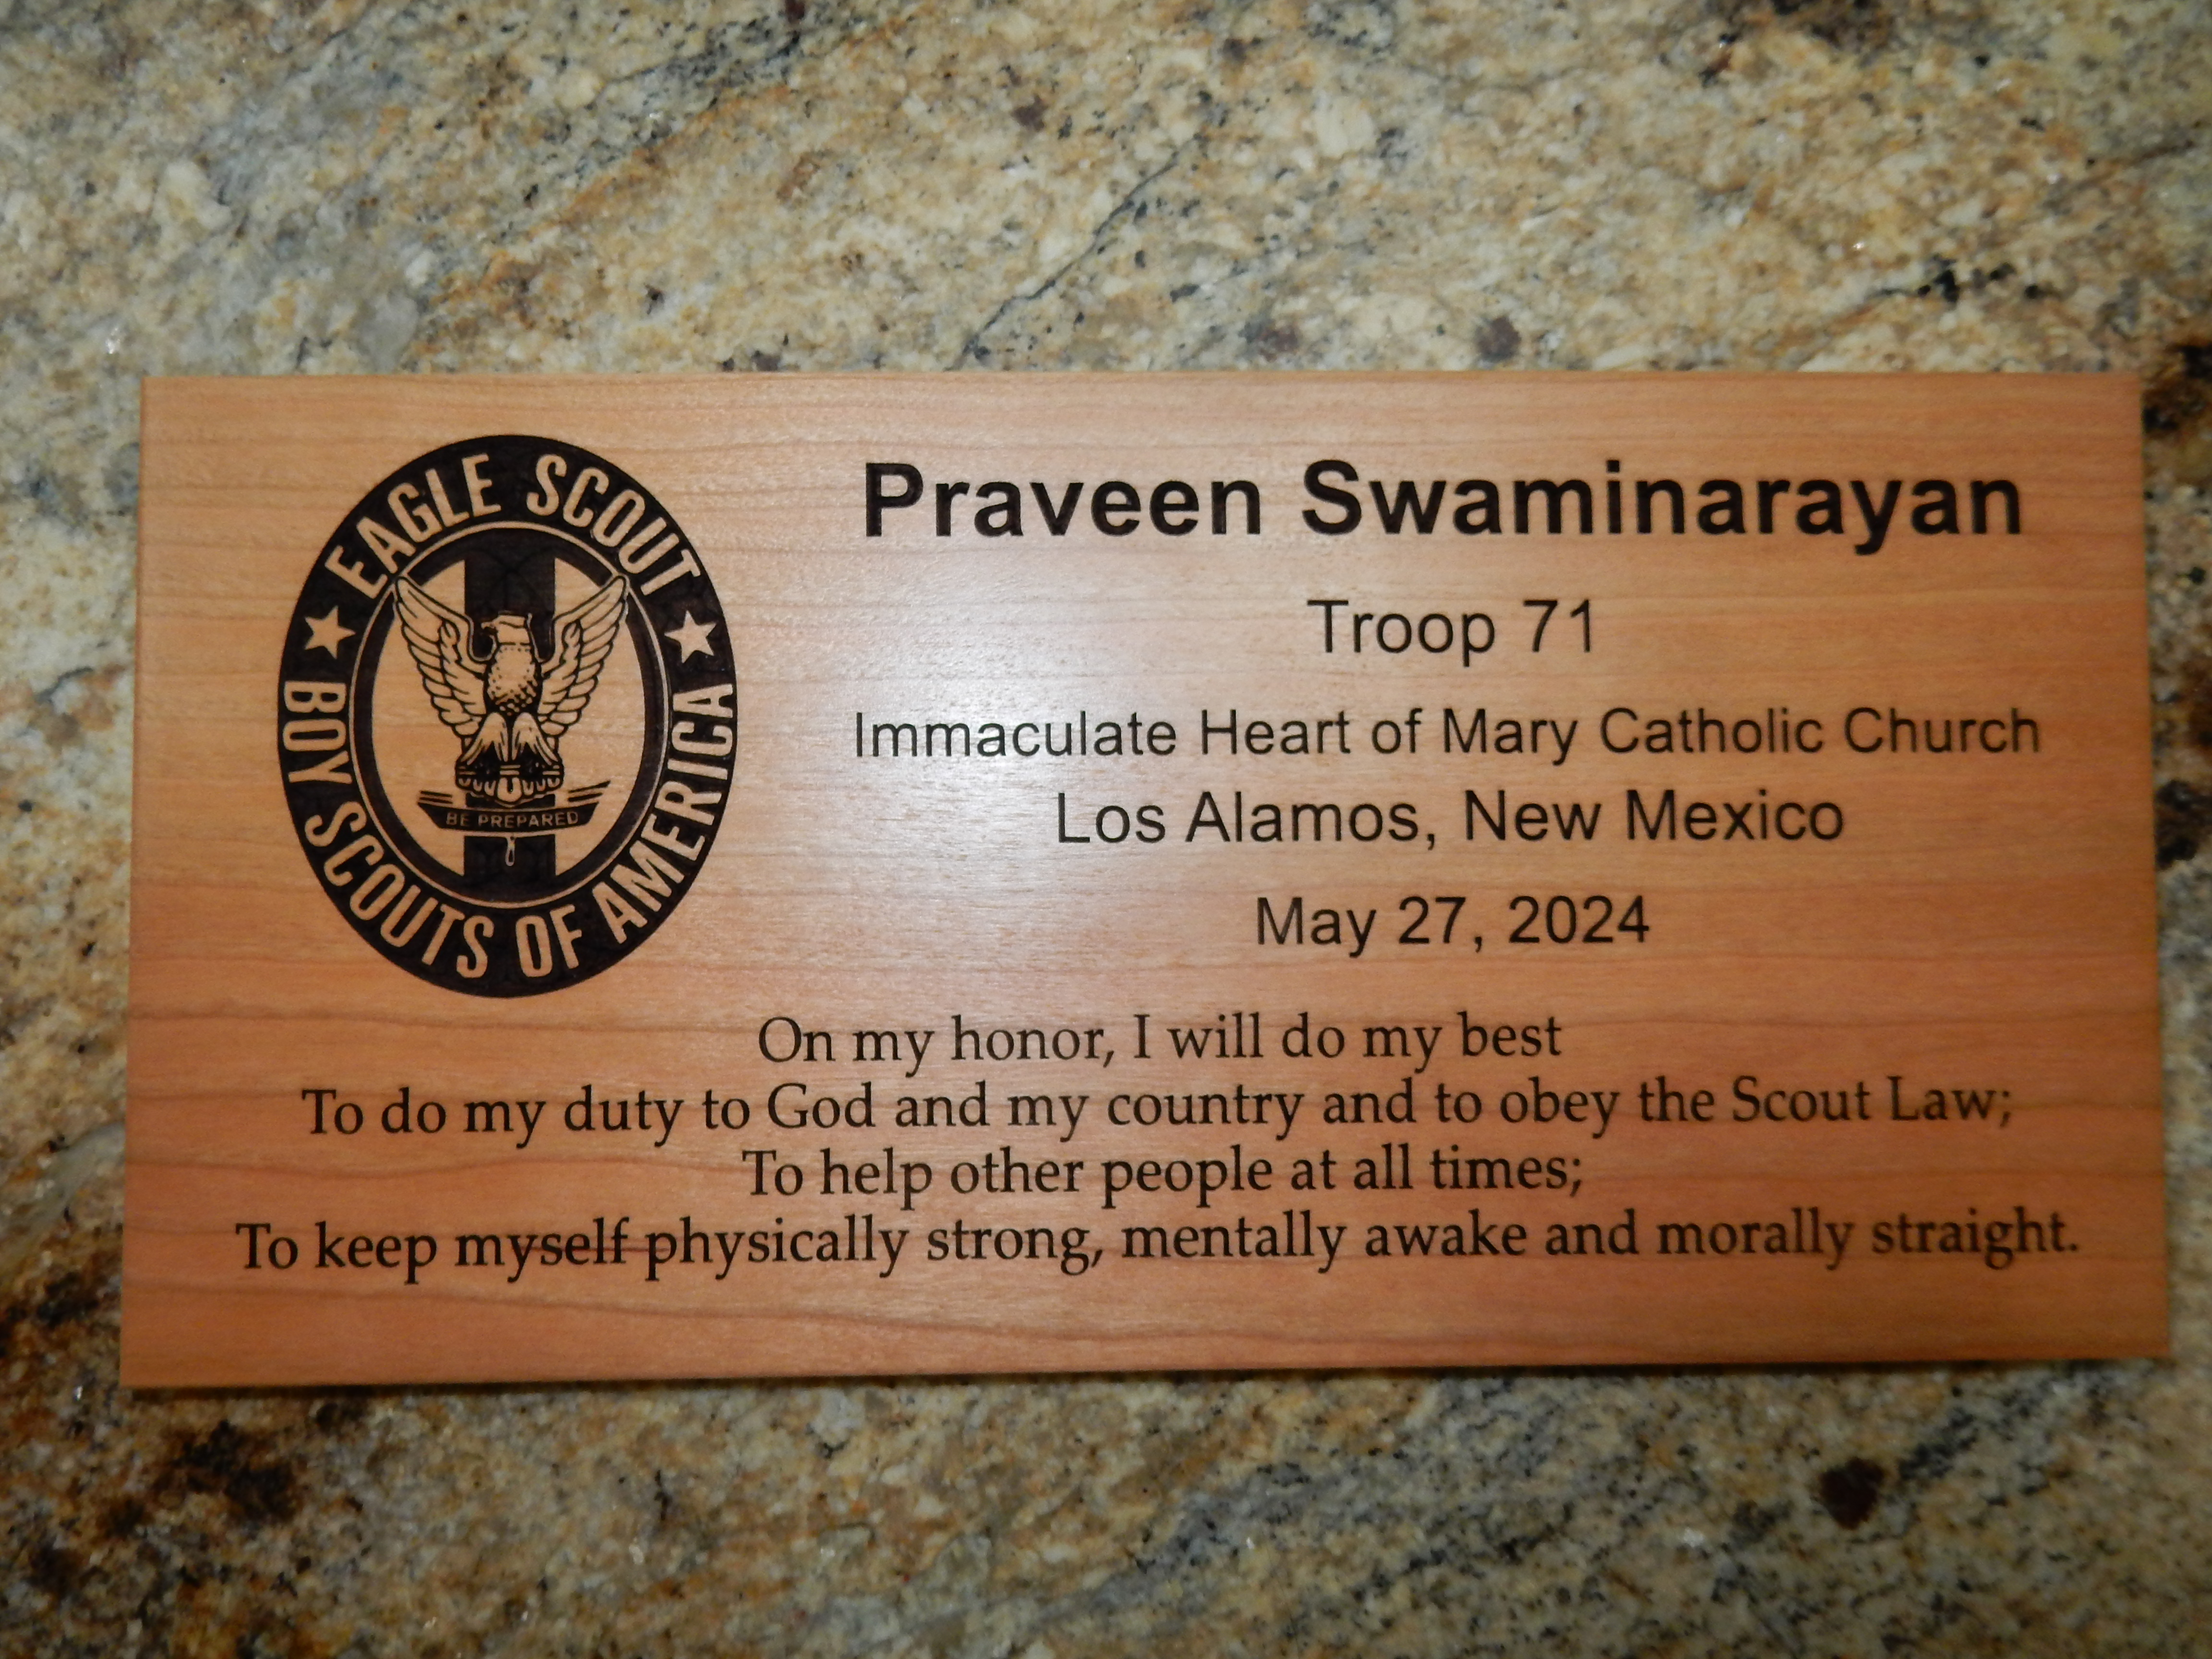 EAGLE SCOUT
BOY SCOUTS OF AMERICA
BE PREPARED
Praveen Swaminarayan
Troop 71
Immaculate Heart of Mary Catholic Church
Los Alamos, New Mexico
May 27, 2024
On my honor, I will do my best
To do my duty to God and my country and to obey the Scout Law;
To help other people at all times;
To keep myself physically strong, mentally awake and morally straight.